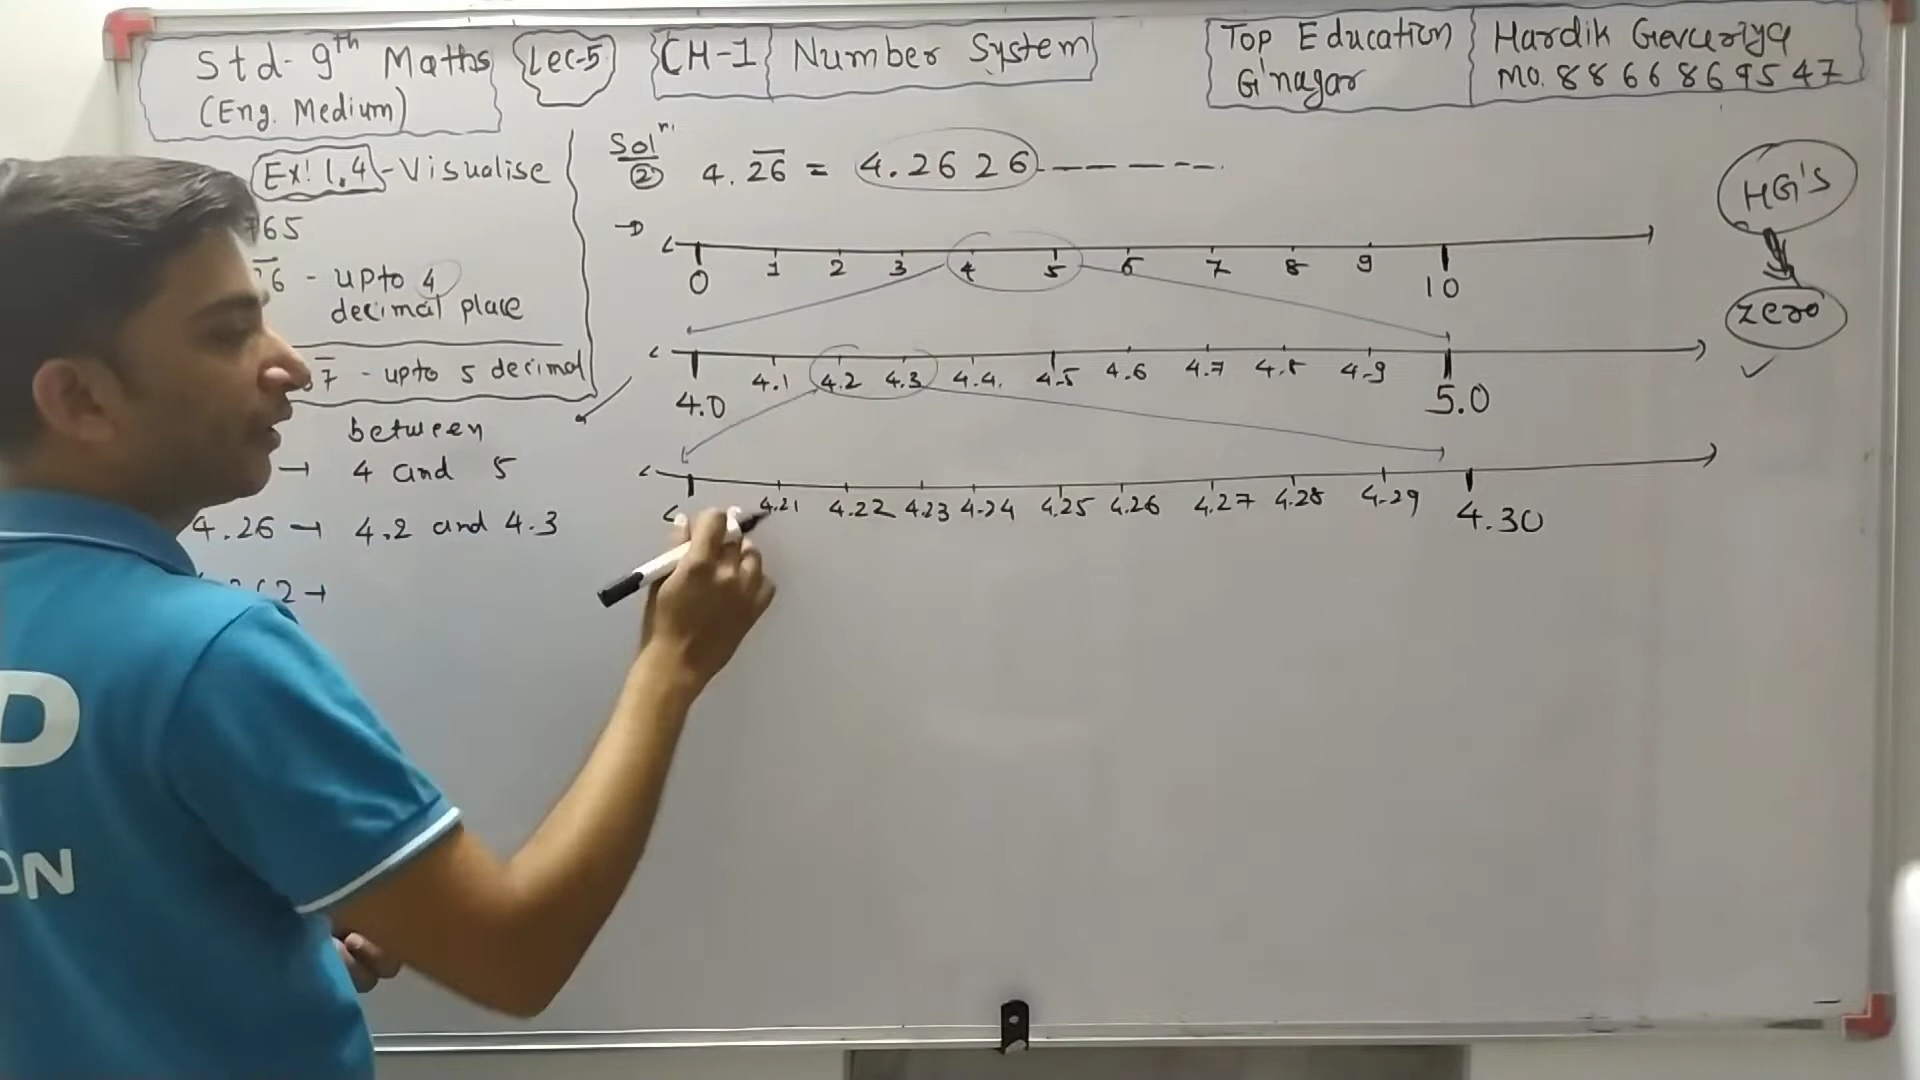 Std- 9th Maths
(Eng. Medium)
Lec-5
CH-1 Number System
Top Education
G'nagar
Hardik Gevariya
Mo. 8866869547
Ex! 1.4 - Visualise
765
26 - upto 4
decimal place
7 - upto 5 decimal
between
→ 4 and 5
4.26 → 4.2 and 4.3
2 →
Soln.
② 4.26̅ = 4.2626 - - - - - -
0 1 2 3 4 5 6 7 8 9 10
4.0 4.1 4.2 4.3 4.4 4.5 4.6 4.7 4.8 4.9 5.0
4.21 4.22 4.23 4.24 4.25 4.26 4.27 4.28 4.29 4.30
HG's
zero
D
ON